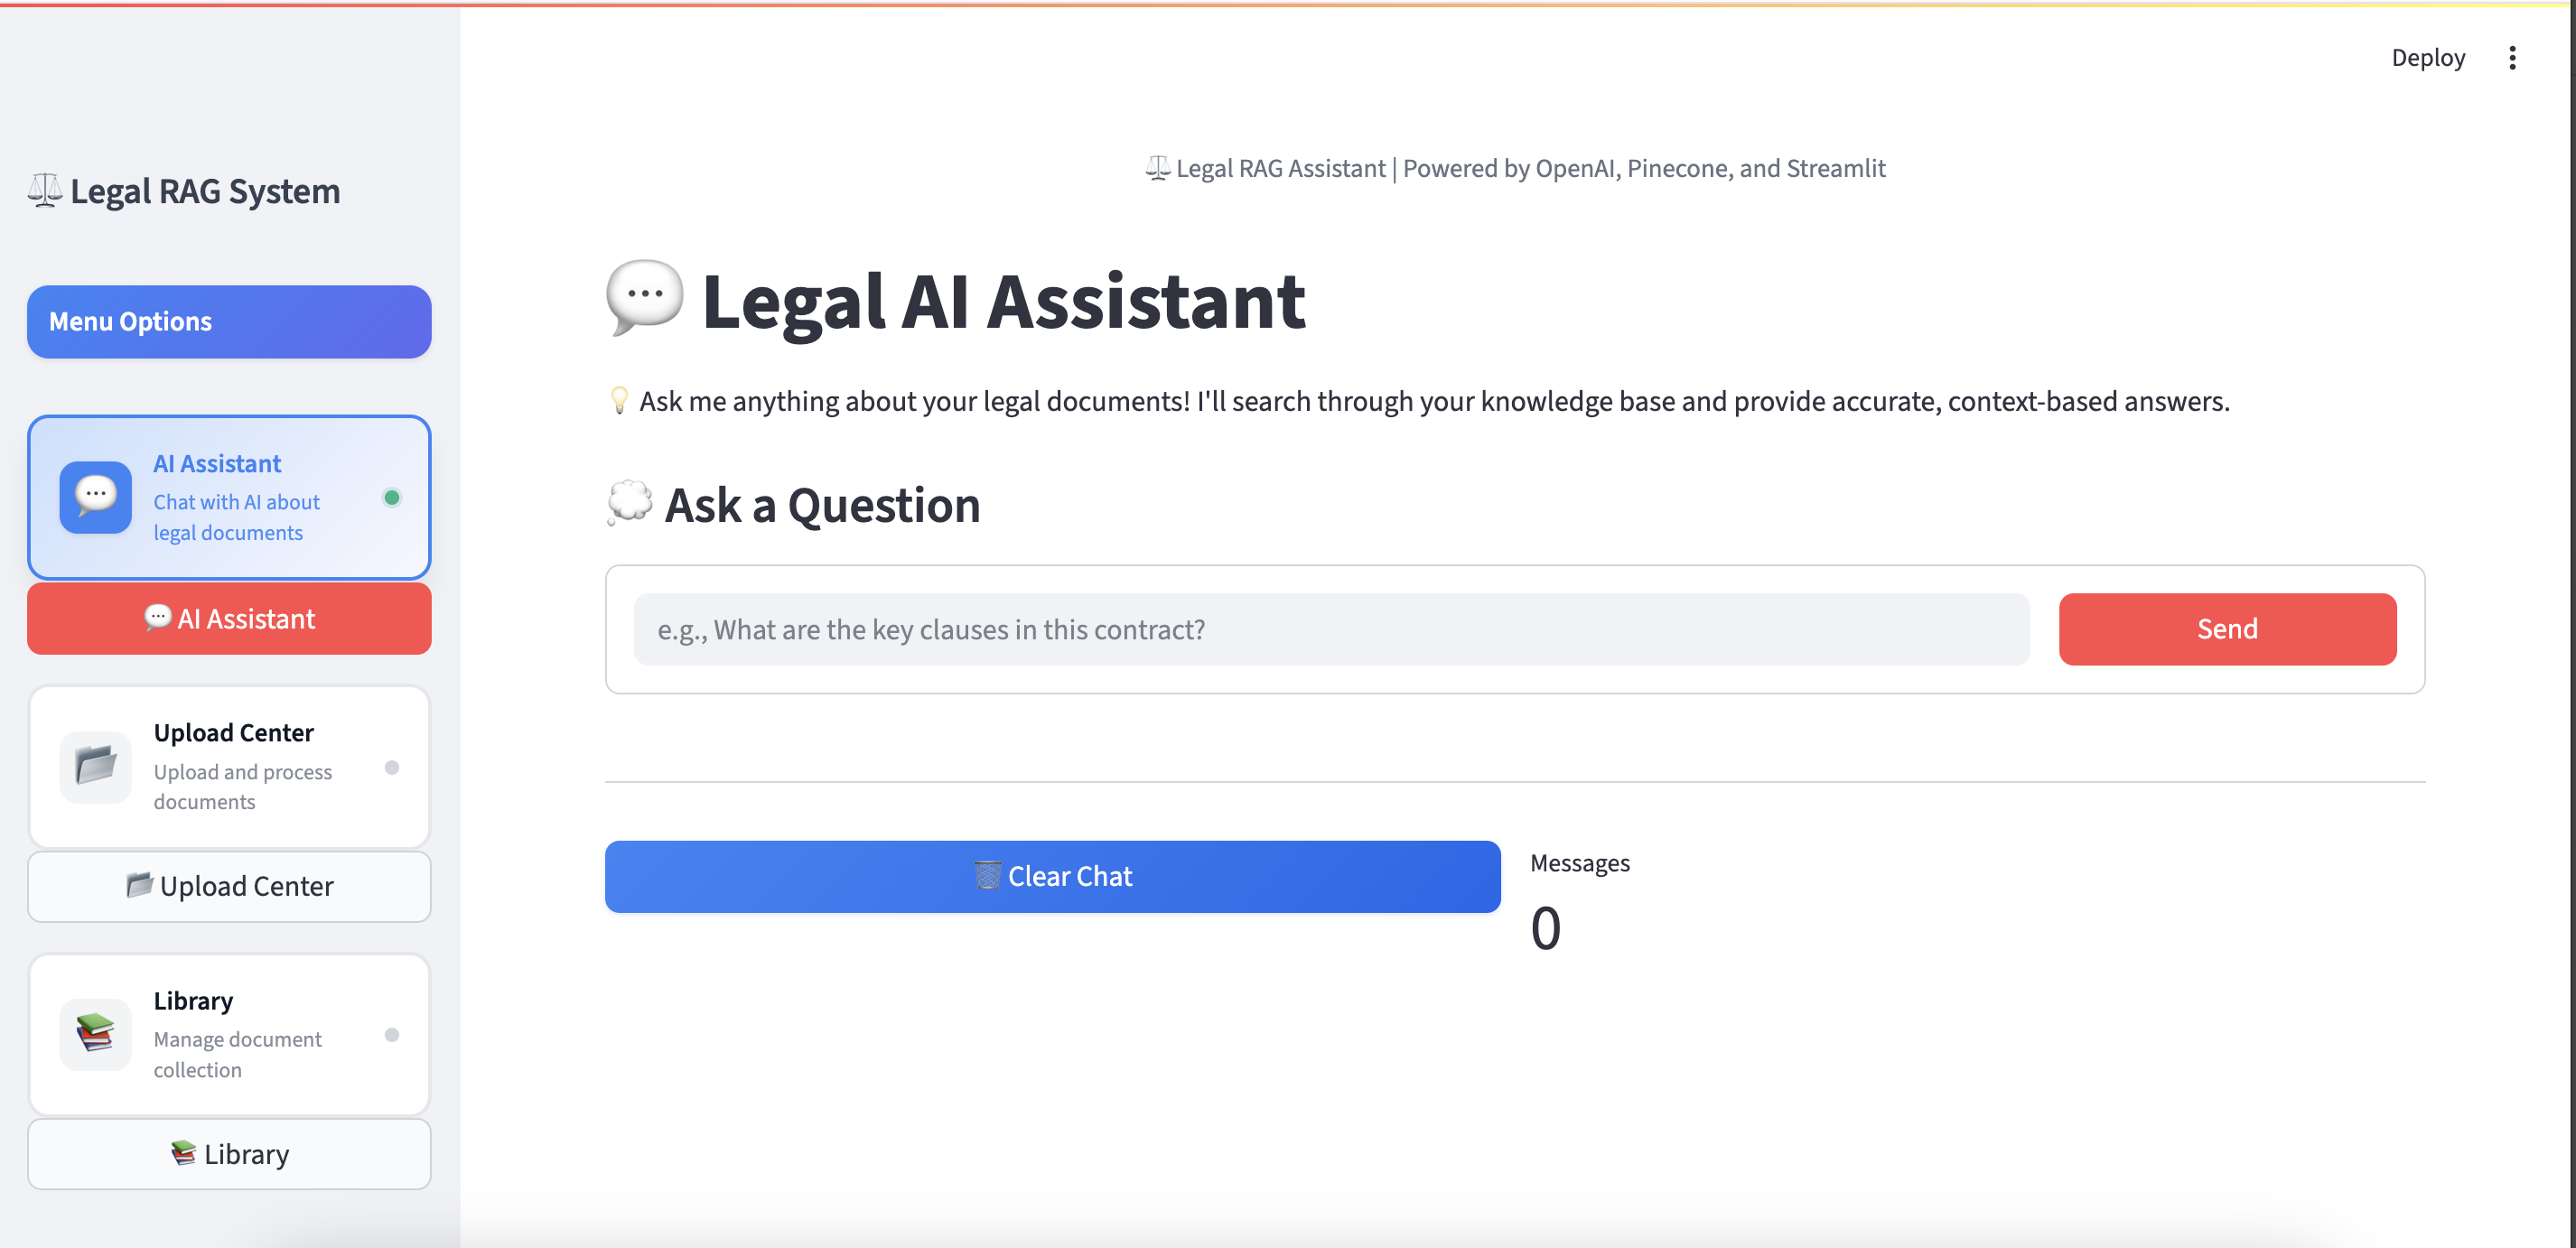 Deploy
⚖️ Legal RAG System
Menu Options
AI Assistant
Chat with AI about
legal documents
💬 AI Assistant
Upload Center
Upload and process
documents
📁 Upload Center
Library
Manage document
collection
📚 Library
⚖️ Legal RAG Assistant | Powered by OpenAI, Pinecone, and Streamlit
💬 Legal AI Assistant
💡 Ask me anything about your legal documents! I'll search through your knowledge base and provide accurate, context-based answers.
💭 Ask a Question
e.g., What are the key clauses in this contract?
Send
🗑️ Clear Chat
Messages
0